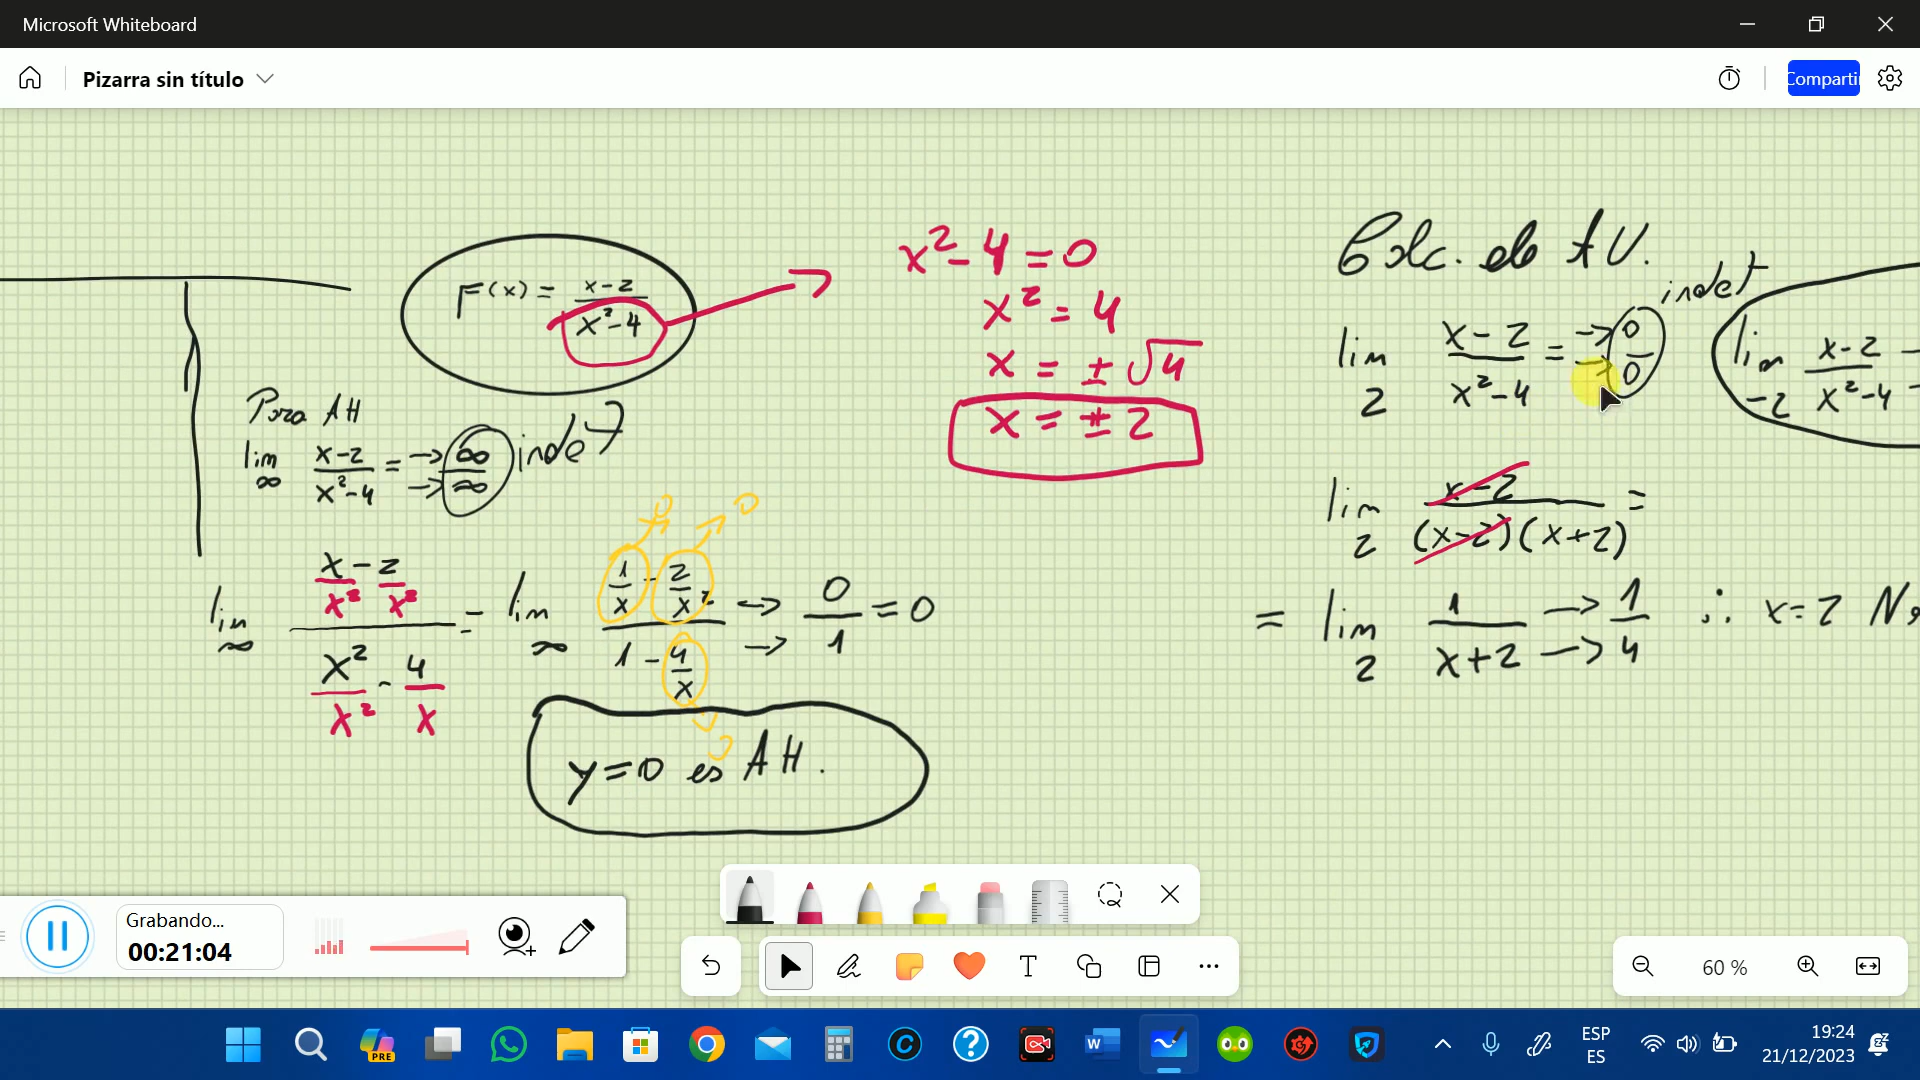 Microsoft Whiteboard
Pizarra sin título
Comparti
F(x) = x-2 / x²-4
x²-4 = 0
x² = 4
x = ± √4
x = ± 2
Para AH
lim ∞ x-2 / x²-4 = → ∞ / → ∞ indet
lim ∞ x/x² - 2/x² / x²/x² - 4/x = lim ∞ 1/x - 2/x² / 1 - 4/x → 0 / → 1 = 0
0 0
0
y=0 es AH.
Calc. de AV.
lim 2 x-2 / x²-4 = → 0 / → 0 indet
lim -2 x-2 / x²-4
lim 2 x-2 / (x-2)(x+2) =
= lim 2 1 / x+2 → 1 / → 4 ∴ x=2 No
Grabando...
00:21:04
60 %
PRE
ESP
ES
19:24
21/12/2023